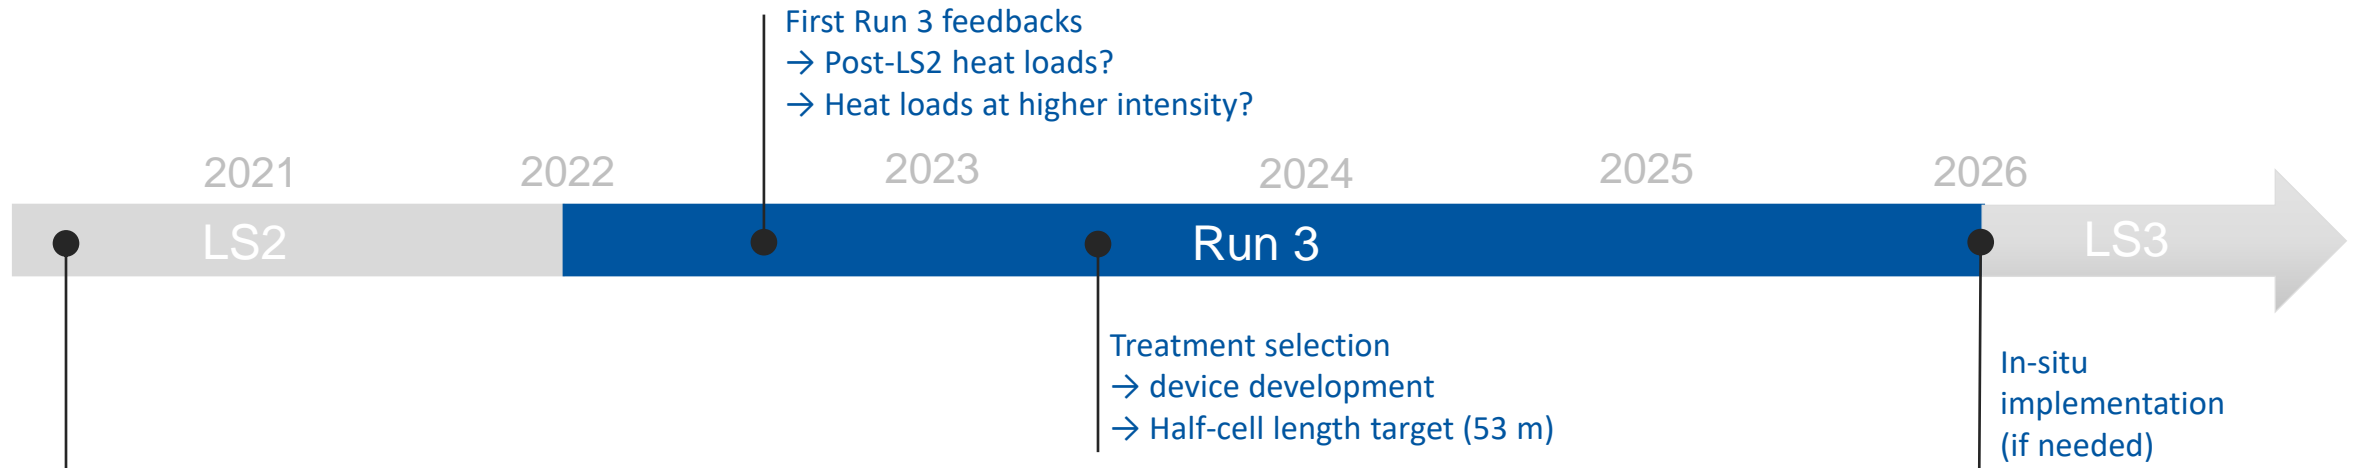 First Run 3 feedbacks
→ Post-LS2 heat loads?
→ Heat loads at higher intensity?
2021
2022
2023
2024
2025
2026
LS2
Run 3
LS3
Treatment selection
→ device development
→ Half-cell length target (53 m)
In-situ
implementation
(if needed)